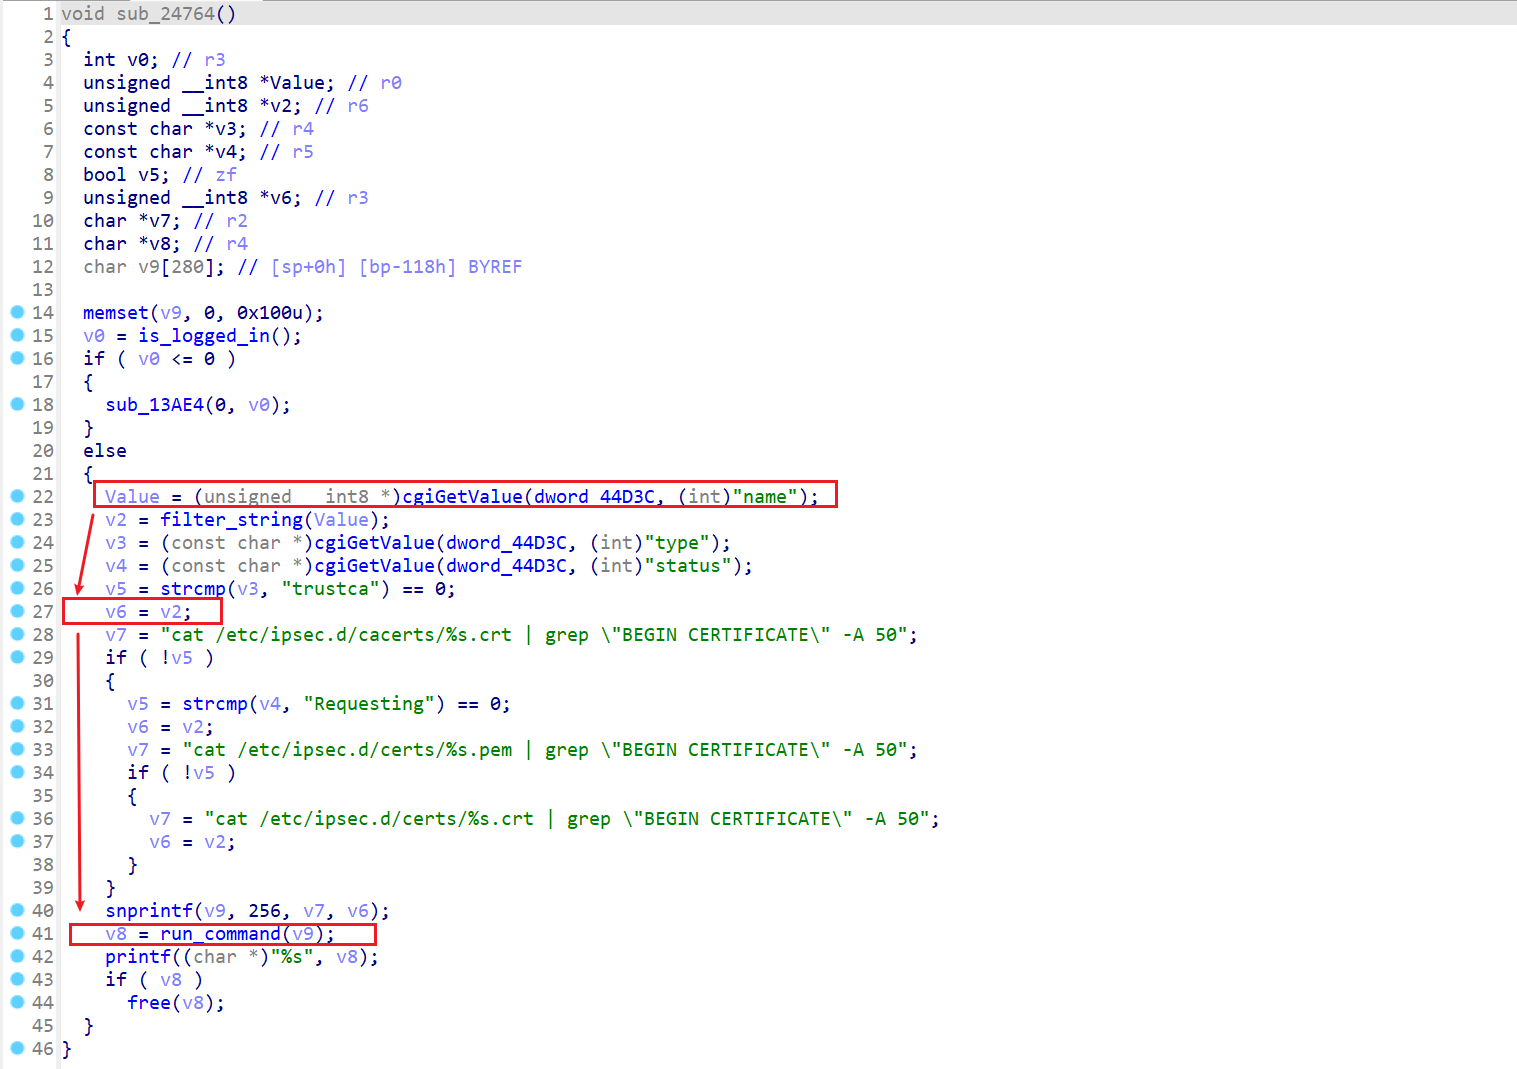 1 void sub_24764()
2 {
3 int v0; // r3
4 unsigned __int8 *Value; // r0
5 unsigned __int8 *v2; // r6
6 const char *v3; // r4
7 const char *v4; // r5
8 bool v5; // zf
9 unsigned __int8 *v6; // r3
10 char *v7; // r2
11 char *v8; // r4
12 char v9[280]; // [sp+0h] [bp-118h] BYREF
13
14 memset(v9, 0, 0x100u);
15 v0 = is_logged_in();
16 if ( v0 <= 0 )
17 {
18 sub_13AE4(0, v0);
19 }
20 else
21 {
22 Value = (unsigned __int8 *)cgiGetValue(dword_44D3C, (int)"name");
23 v2 = filter_string(Value);
24 v3 = (const char *)cgiGetValue(dword_44D3C, (int)"type");
25 v4 = (const char *)cgiGetValue(dword_44D3C, (int)"status");
26 v5 = strcmp(v3, "trustca") == 0;
27 v6 = v2;
28 v7 = "cat /etc/ipsec.d/cacerts/%s.crt | grep \"BEGIN CERTIFICATE\" -A 50";
29 if ( !v5 )
30 {
31 v5 = strcmp(v4, "Requesting") == 0;
32 v6 = v2;
33 v7 = "cat /etc/ipsec.d/certs/%s.pem | grep \"BEGIN CERTIFICATE\" -A 50";
34 if ( !v5 )
35 {
36 v7 = "cat /etc/ipsec.d/certs/%s.crt | grep \"BEGIN CERTIFICATE\" -A 50";
37 v6 = v2;
38 }
39 }
40 snprintf(v9, 256, v7, v6);
41 v8 = run_command(v9);
42 printf((char *)"%s", v8);
43 if ( v8 )
44 free(v8);
45 }
46 }